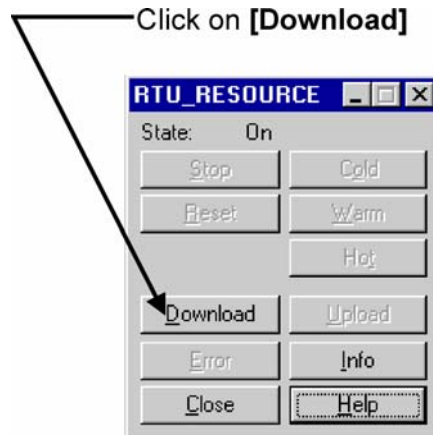 Click on [Download]
RTU_RESOURCE
State: On
Stop Cold
Reset Warm
Hot
Download Upload
Error Info
Close Help